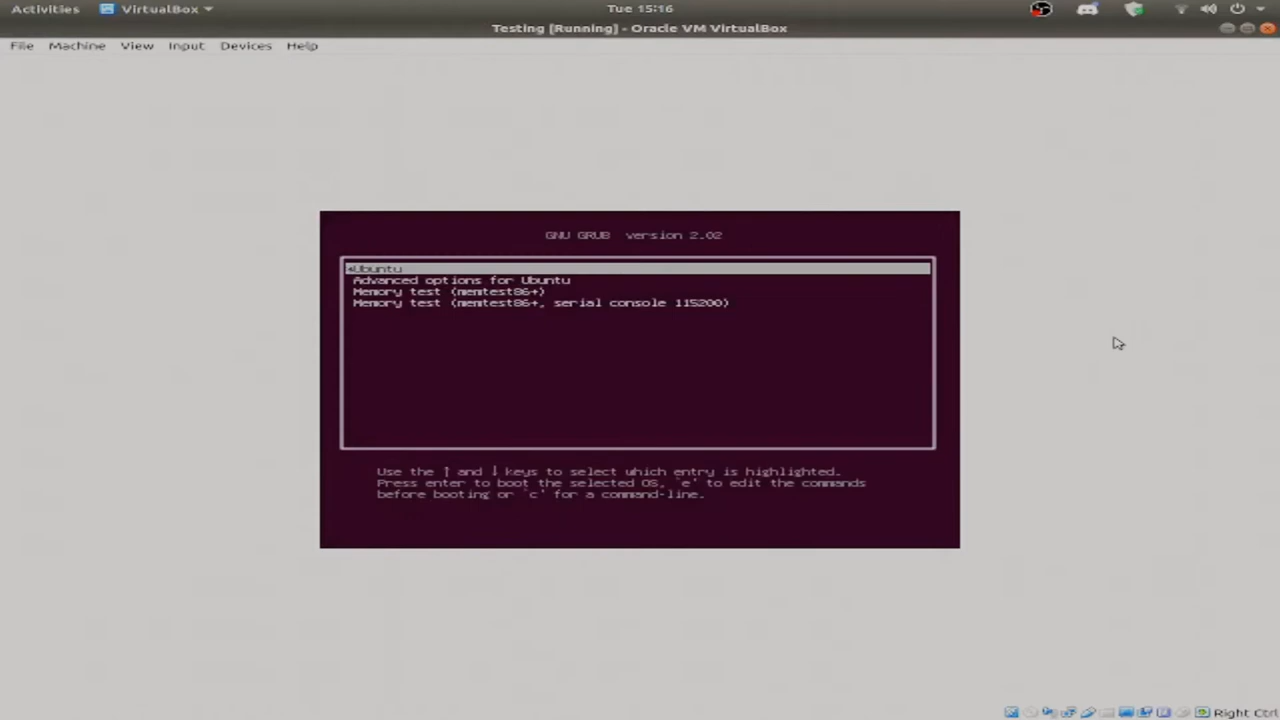 Activities VirtualBox Tue 15:16
Testing [Running] - Oracle VM VirtualBox
File Machine View Input Devices Help
GNU GRUB version 2.02
*Ubuntu
Advanced options for Ubuntu
Memory test (memtest86+)
Memory test (memtest86+, serial console 115200)
Use the ↑ and ↓ keys to select which entry is highlighted.
Press enter to boot the selected OS, `e' to edit the commands
before booting or `c' for a command-line.
Right Ctrl